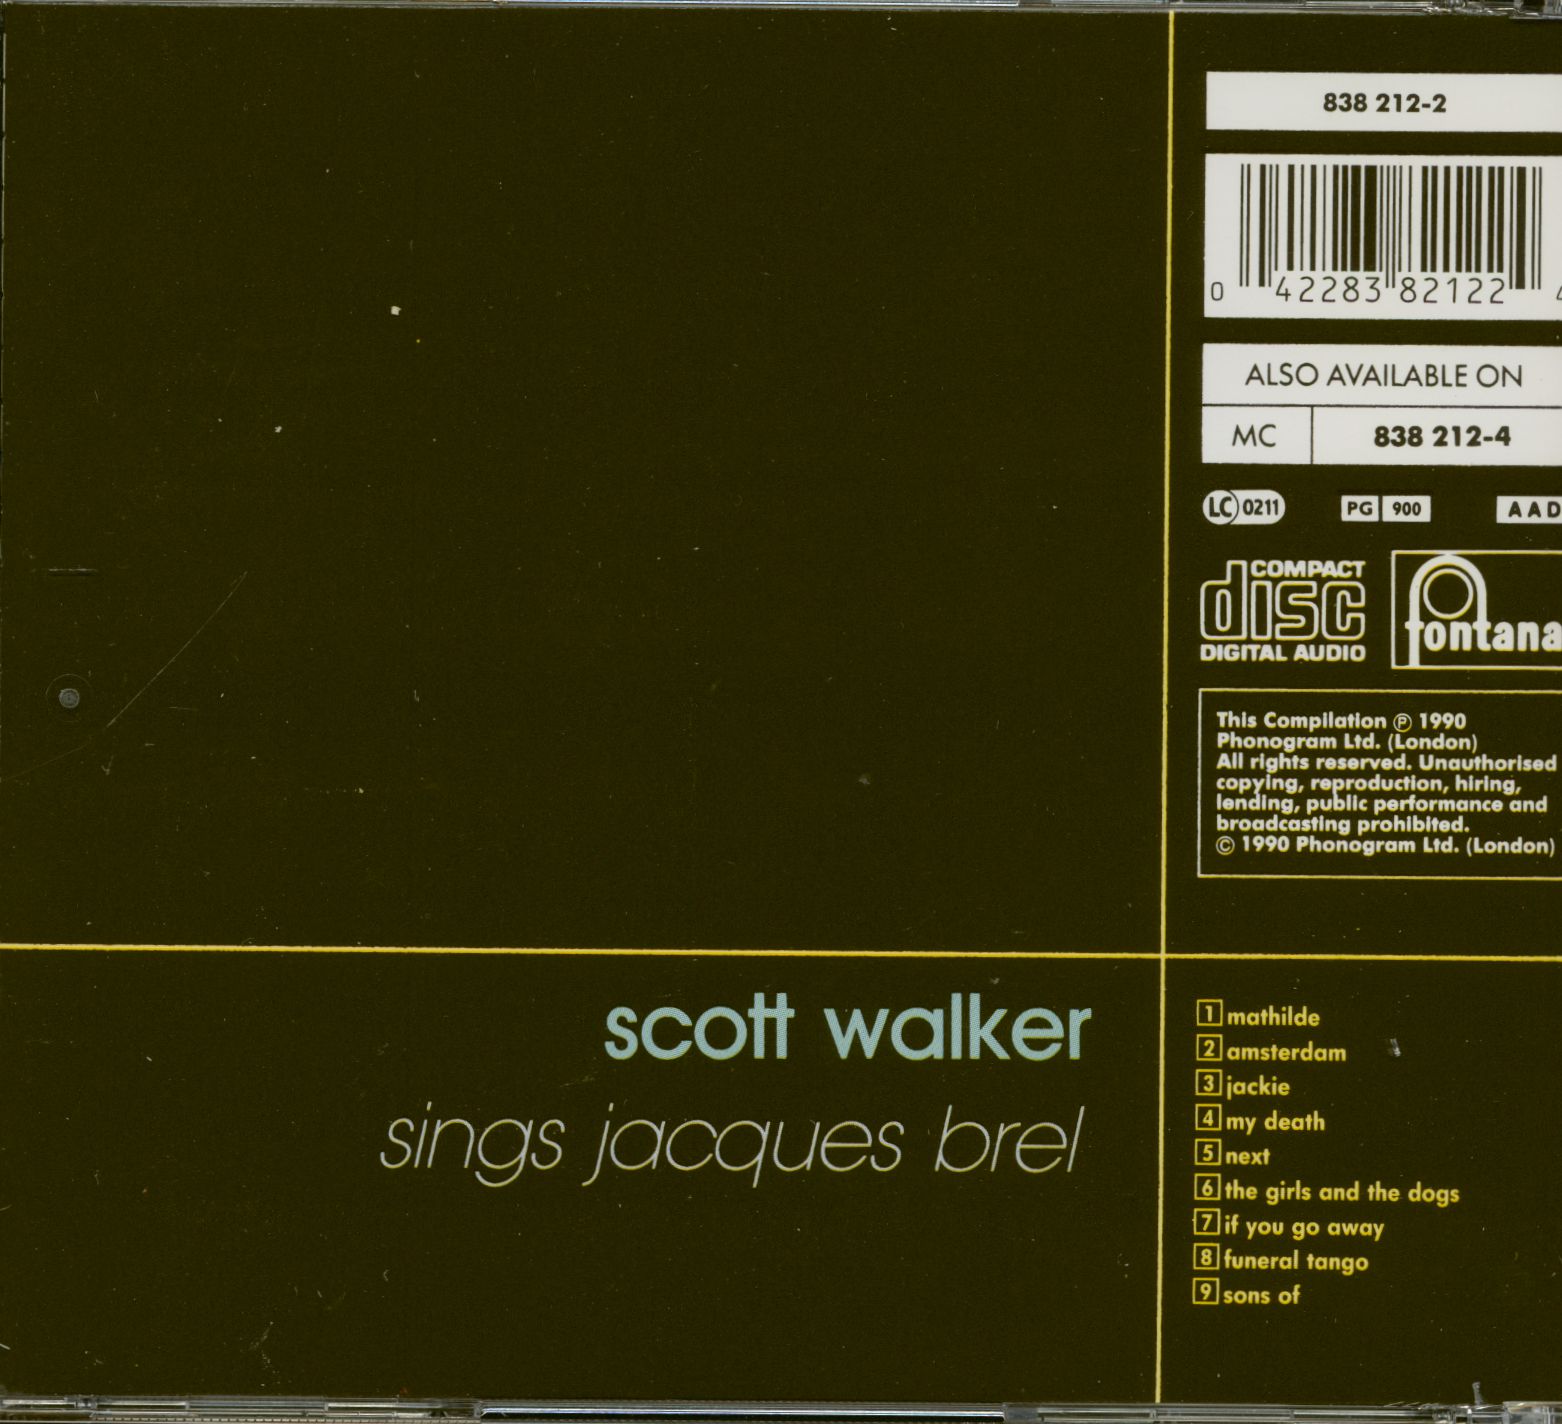 838 212-2
0 42283 82122 4
ALSO AVAILABLE ON
MC 838 212-4
LC 0211 PG 900 AAD
COMPACT
disc
DIGITAL AUDIO
fontana
This Compilation ℗ 1990
Phonogram Ltd. (London)
All rights reserved. Unauthorised
copying, reproduction, hiring,
lending, public performance and
broadcasting prohibited.
© 1990 Phonogram Ltd. (London)
scott walker
sings jacques brel
1 mathilde
2 amsterdam
3 jackie
4 my death
5 next
6 the girls and the dogs
7 if you go away
8 funeral tango
9 sons of